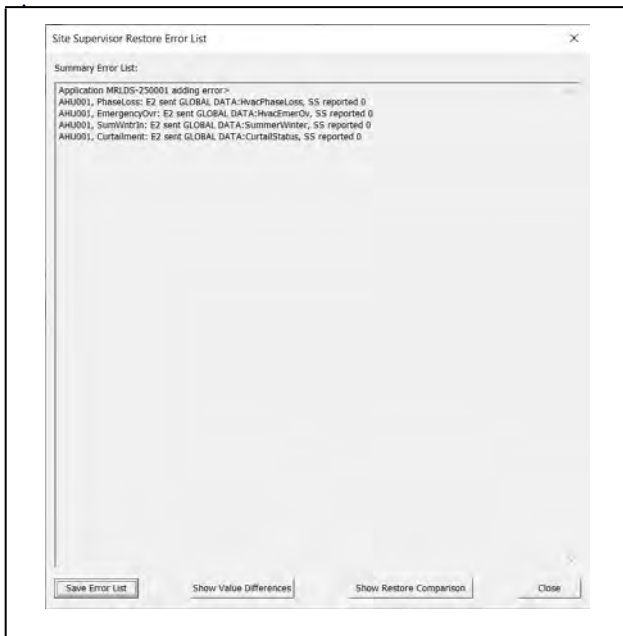 Site Supervisor Restore Error List
Summary Error List:
Application MRLDS-250001 adding error>
AHU001, PhaseLoss: E2 sent GLOBAL DATA:HvacPhaseLoss, SS reported 0
AHU001, EmergencyOvr: E2 sent GLOBAL DATA:HvacEmerOv, SS reported 0
AHU001, SumWntrIn: E2 sent GLOBAL DATA:SummerWinter, SS reported 0
AHU001, Curtailment: E2 sent GLOBAL DATA:CurtailStatus, SS reported 0
Save Error List Show Value Differences Show Restore Comparison Close